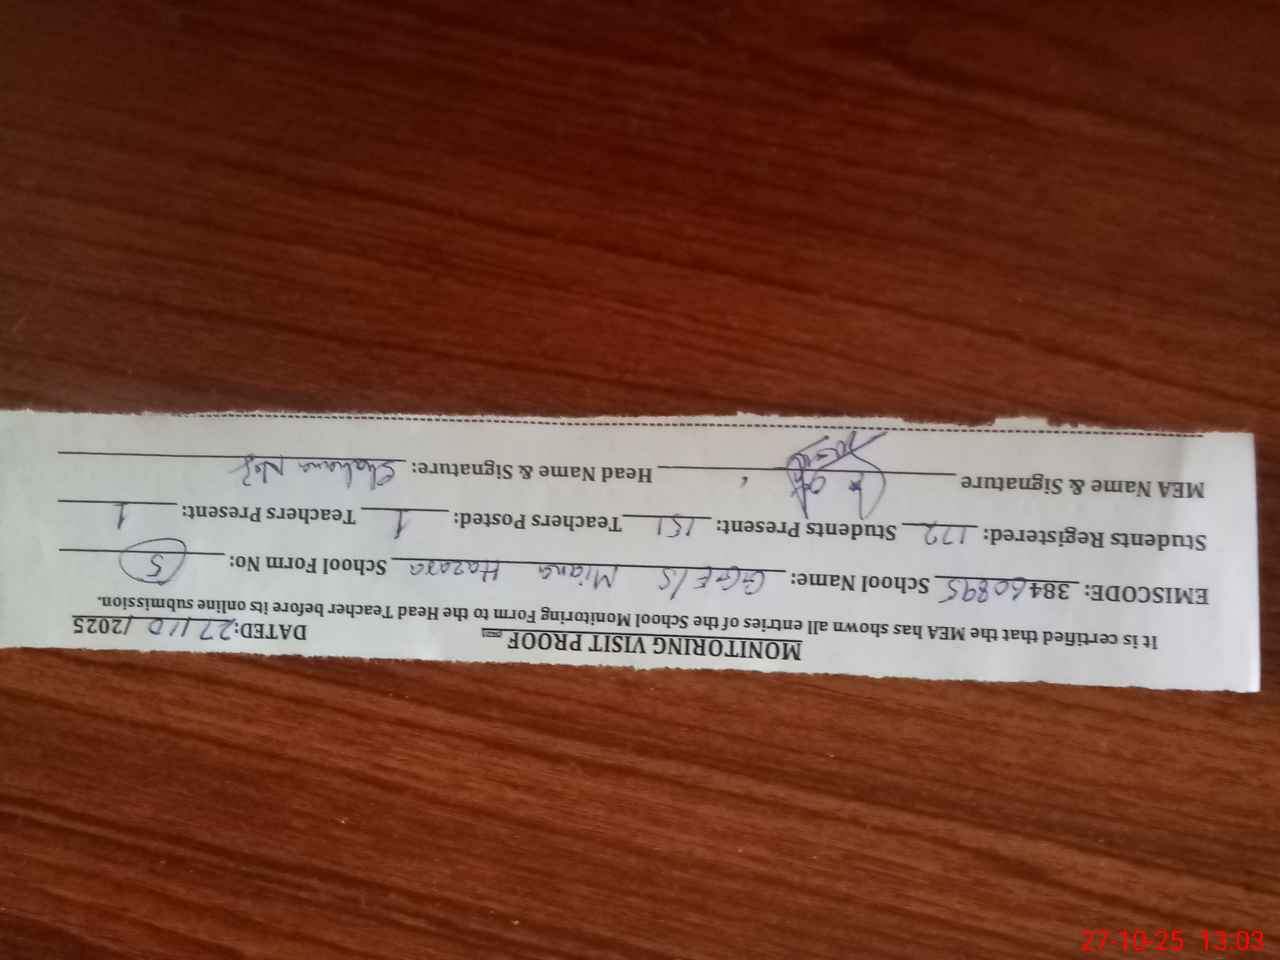 MONITORING VISIT PROOF DATED: 27/10/2025
It is certified that the MEA has shown all entries of the School Monitoring Form to the Head Teacher before its online submission.
EMISCODE: 38460895 School Name: GGE/S Miana Hazara School Form No: 5
Students Registered: 172 Students Present: 151 Teachers Posted: 1 Teachers Present: 1
MEA Name & Signature Head Name & Signature: Shabana
27-10-25 13:03